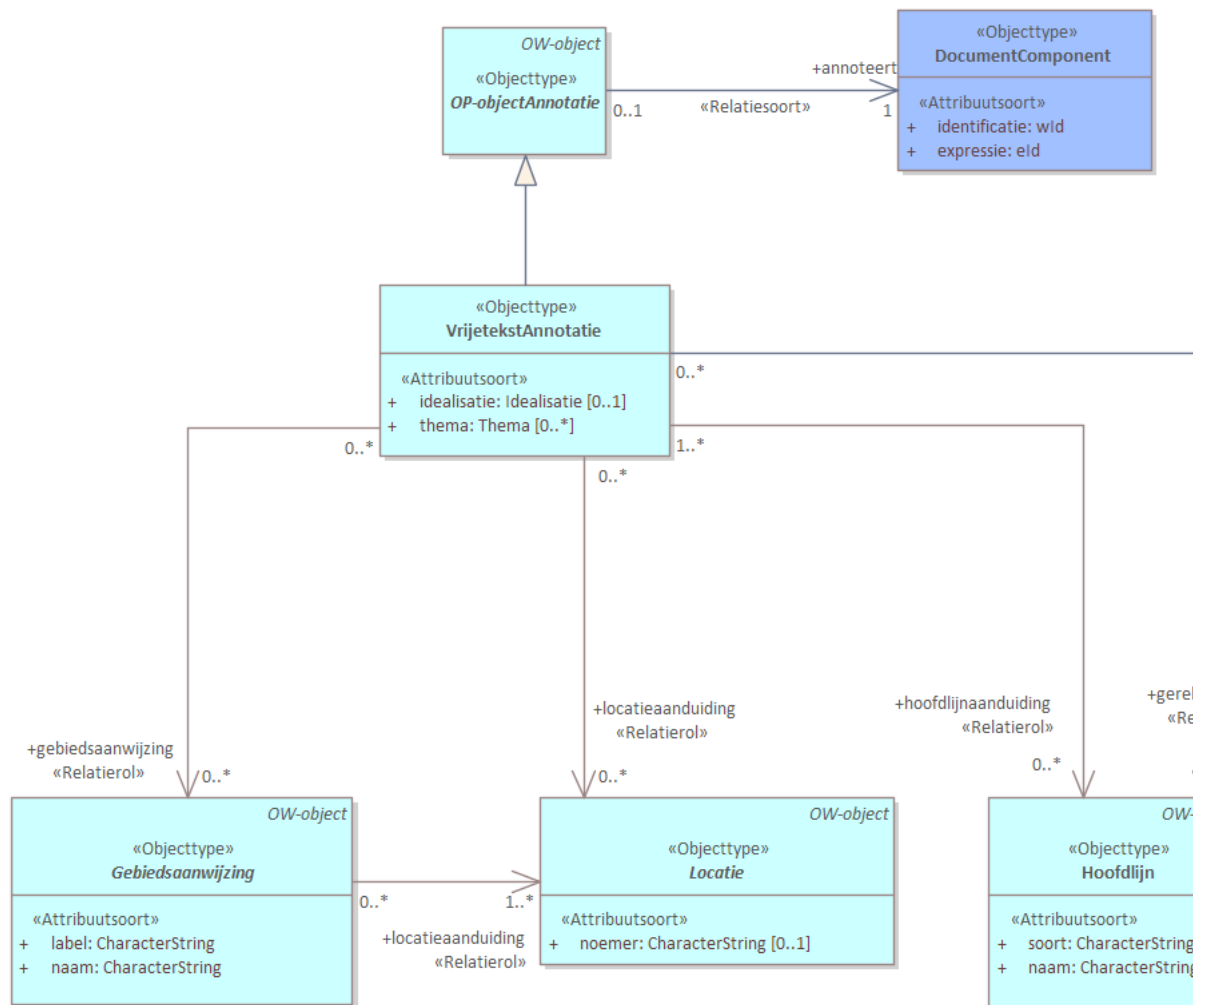 OW-object
«Objecttype»
OP-objectAnnotatie
«Objecttype»
DocumentComponent
«Attribuutsoort»
+ identificatie: wId
+ expressie: eId
+annoteert
0..1
«Relatiesoort»
1
«Objecttype»
VrijetekstAnnotatie
«Attribuutsoort»
+ idealisatie: Idealisatie [0..1]
+ thema: Thema [0..*]
0..*
0..*
0..*
1..*
+gebiedsaanwijzing
«Relatierol»
0..*
+locatieaanduiding
«Relatierol»
0..*
+hoofdlijnaanduiding
«Relatierol»
0..*
+gerel
«Re
OW-object
«Objecttype»
Gebiedsaanwijzing
«Attribuutsoort»
+ label: CharacterString
+ naam: CharacterString
0..*
1..*
+locatieaanduiding
«Relatierol»
OW-object
«Objecttype»
Locatie
«Attribuutsoort»
+ noemer: CharacterString [0..1]
OW-
«Objecttype»
Hoofdlijn
«Attribuutsoort»
+ soort: CharacterString
+ naam: CharacterString